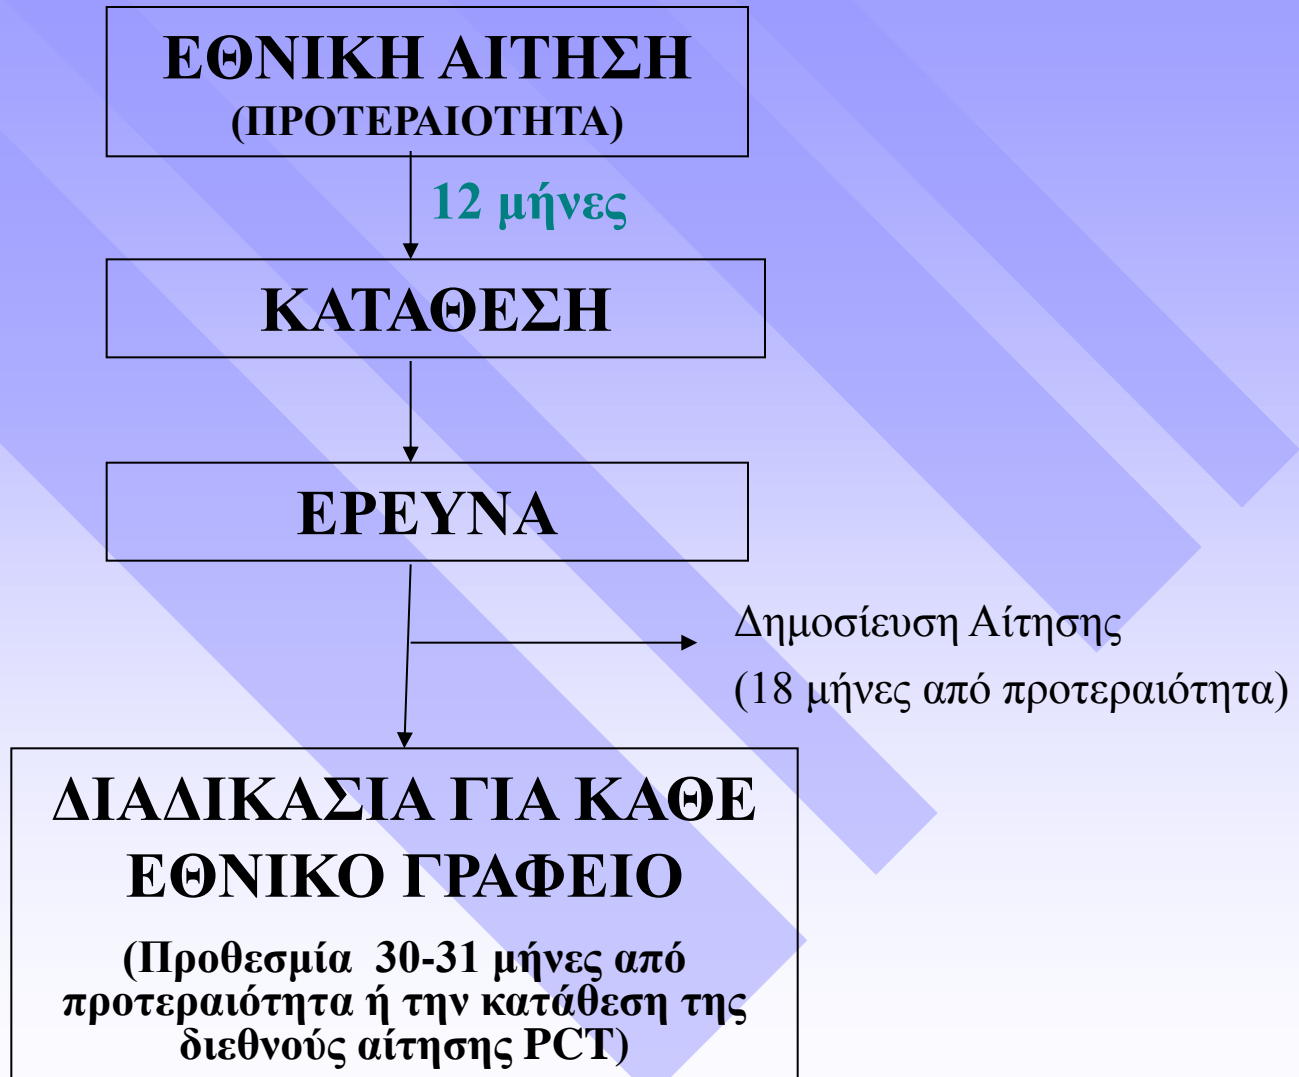 ΕΘΝΙΚΗ ΑΙΤΗΣΗ
(ΠΡΟΤΕΡΑΙΟΤΗΤΑ)
12 μήνες
ΚΑΤΑΘΕΣΗ
ΕΡΕΥΝΑ
Δημοσίευση Αίτησης
(18 μήνες από προτεραιότητα)
ΔΙΑΔΙΚΑΣΙΑ ΓΙΑ ΚΑΘΕ
ΕΘΝΙΚΟ ΓΡΑΦΕΙΟ
(Προθεσμία 30-31 μήνες από
προτεραιότητα ή την κατάθεση της
διεθνούς αίτησης PCT)